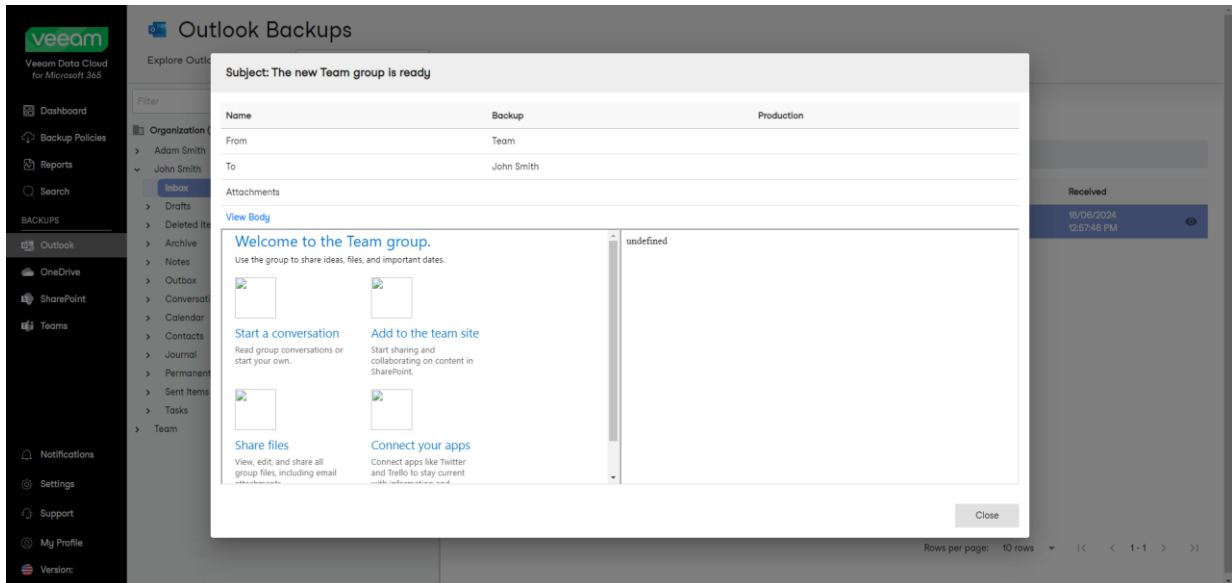 veeam
Veeam Data Cloud
for Microsoft 365
Dashboard
Backup Policies
Reports
Search
BACKUPS
Outlook
OneDrive
SharePoint
Teams
Notifications
Settings
Support
My Profile
Version:
Outlook Backups
Explore Outlo
Filter
Organization (
Adam Smith
John Smith
Inbox
Drafts
Deleted Ite
Archive
Notes
Outbox
Conversati
Calendar
Contacts
Journal
Permanent
Sent Items
Tasks
Team
Subject: The new Team group is ready
Name Backup Production
From Team
To John Smith
Attachments
View Body
Welcome to the Team group.
Use the group to share ideas, files, and important dates.
Start a conversation
Read group conversations or
start your own.
Add to the team site
Start sharing and
collaborating on content in
SharePoint.
Share files
View, edit, and share all
group files, including email
attachments
Connect your apps
Connect apps like Twitter
and Trello to stay current
with information and
undefined
Close
Received
18/06/2024
12:57:46 PM
Rows per page: 10 rows 1-1